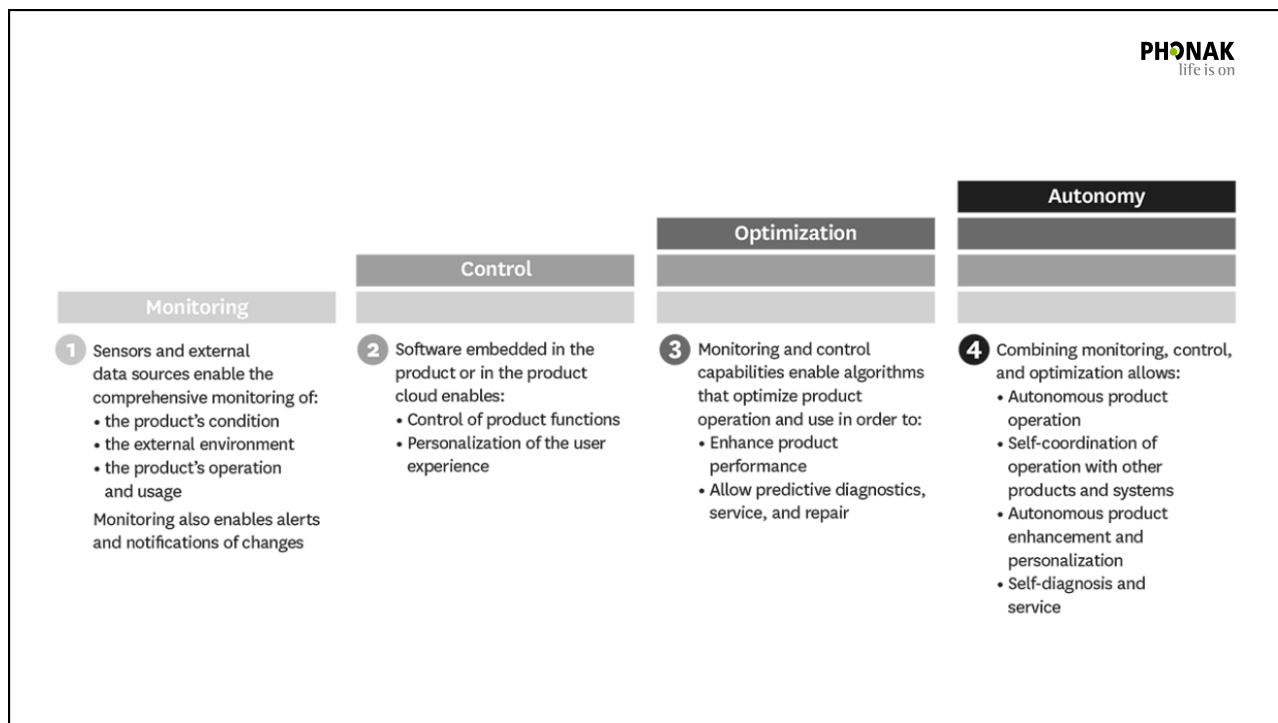 PHONAK
life is on
Monitoring
1
Sensors and external
data sources enable the
comprehensive monitoring of:
• the product's condition
• the external environment
• the product's operation
and usage
Monitoring also enables alerts
and notifications of changes
Control
2
Software embedded in the
product or in the product
cloud enables:
• Control of product functions
• Personalization of the user
experience
Optimization
3
Monitoring and control
capabilities enable algorithms
that optimize product
operation and use in order to:
• Enhance product
performance
• Allow predictive diagnostics,
service, and repair
Autonomy
4
Combining monitoring, control,
and optimization allows:
• Autonomous product
operation
• Self-coordination of
operation with other
products and systems
• Autonomous product
enhancement and
personalization
• Self-diagnosis and
service